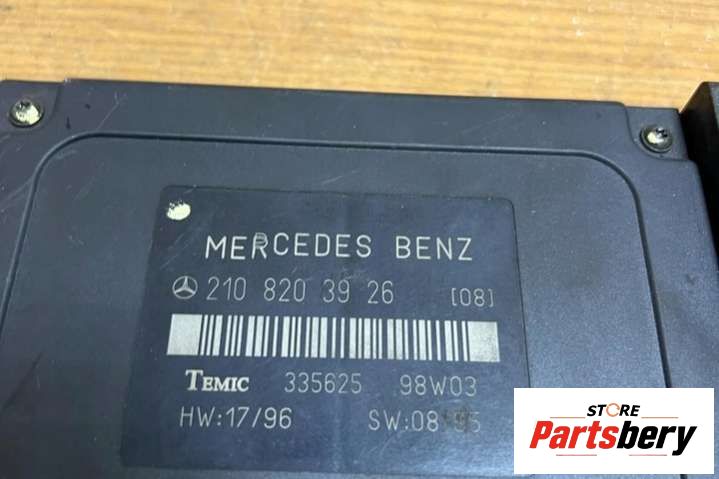 MERCEDES BENZ
210 820 39 26 [08]
TEMIC 335625 98W03
HW:17/96 SW:08
STORE
Partsbery